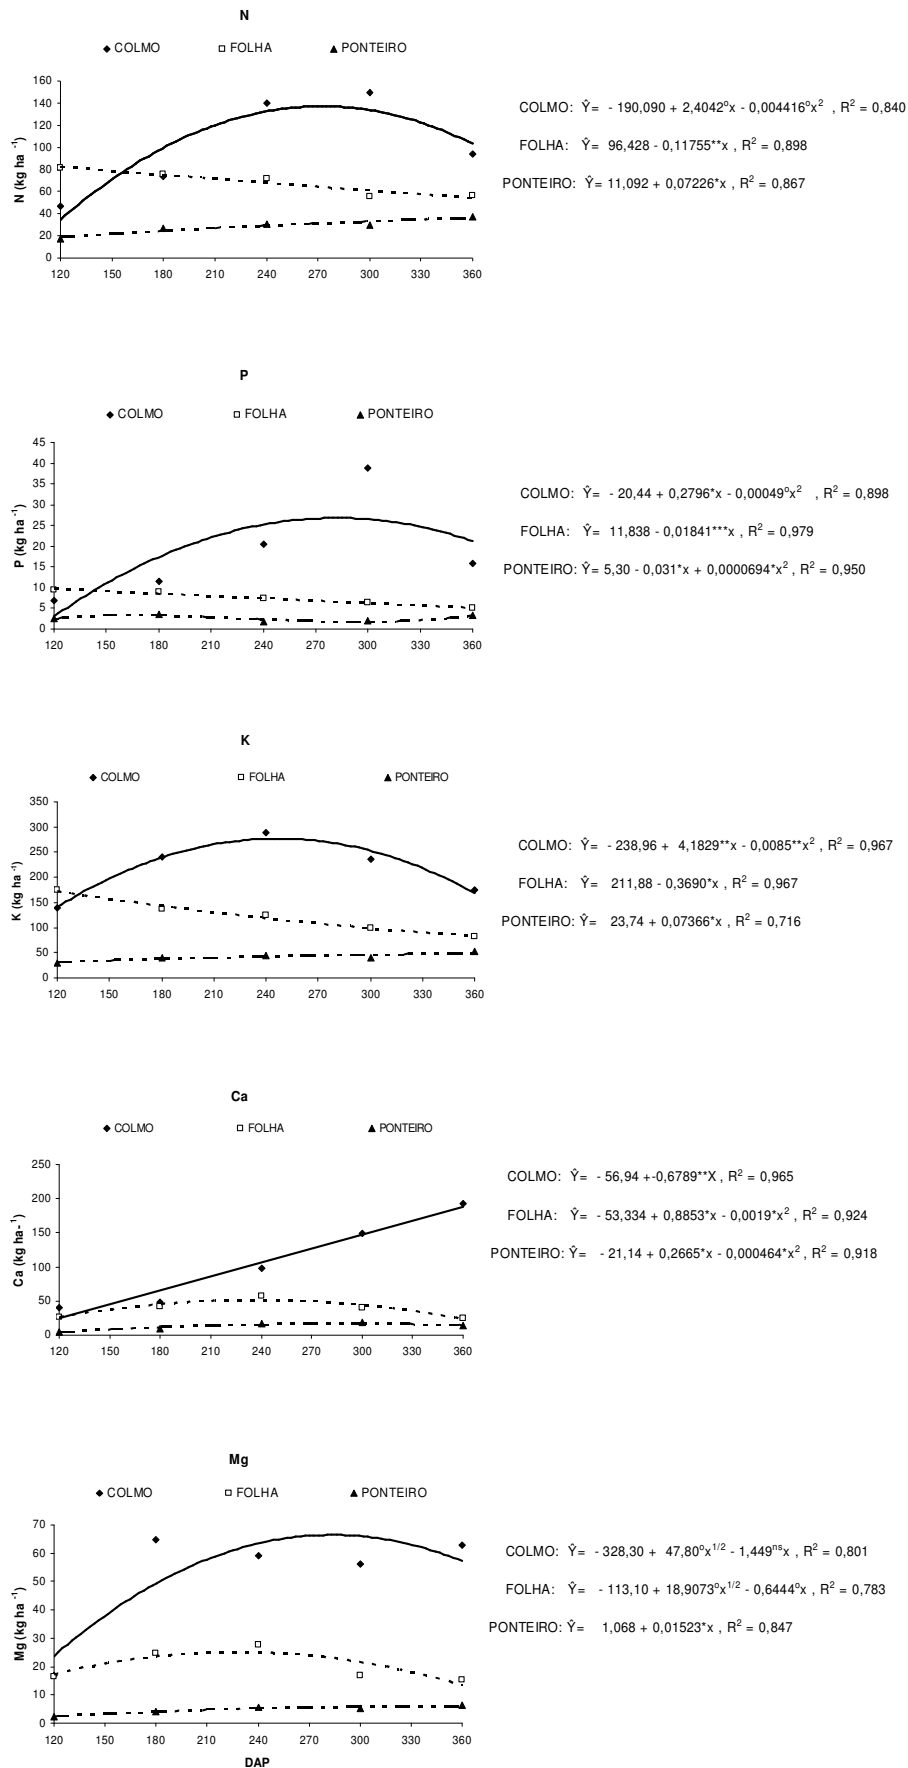 N
COLMO FOLHA PONTEIRO
160
140
120
100
80
60
40
20
0
N (kg ha -1)
120 150 180 210 240 270 300 330 360
COLMO: Ŷ= - 190,090 + 2,4042ºx - 0,004416ºx² , R² = 0,840
FOLHA: Ŷ= 96,428 - 0,11755**x , R² = 0,898
PONTEIRO: Ŷ= 11,092 + 0,07226*x , R² = 0,867
P
COLMO FOLHA PONTEIRO
45
40
35
30
25
20
15
10
5
0
P (kg ha -1)
120 150 180 210 240 270 300 330 360
COLMO: Ŷ= - 20,44 + 0,2796*x - 0,00049ºx² , R² = 0,898
FOLHA: Ŷ= 11,838 - 0,01841***x , R² = 0,979
PONTEIRO: Ŷ= 5,30 - 0,031*x + 0,0000694*x² , R² = 0,950
K
COLMO FOLHA PONTEIRO
350
300
250
200
150
100
50
0
K (kg ha -1)
120 150 180 210 240 270 300 330 360
COLMO: Ŷ= - 238,96 + 4,1829**x - 0,0085**x² , R² = 0,967
FOLHA: Ŷ= 211,88 - 0,3690*x , R² = 0,967
PONTEIRO: Ŷ= 23,74 + 0,07366*x , R² = 0,716
Ca
COLMO FOLHA PONTEIRO
250
200
150
100
50
0
Ca (kg ha-1)
120 150 180 210 240 270 300 330 360
COLMO: Ŷ= - 56,94 +-0,6789**X , R² = 0,965
FOLHA: Ŷ= - 53,334 + 0,8853*x - 0,0019*x² , R² = 0,924
PONTEIRO: Ŷ= - 21,14 + 0,2665*x - 0,000464*x² , R² = 0,918
Mg
COLMO FOLHA PONTEIRO
70
60
50
40
30
20
10
0
Mg (kg ha -1)
120 150 180 210 240 270 300 330 360
DAP
COLMO: Ŷ= - 328,30 + 47,80ºx1/2 - 1,449nsx , R² = 0,801
FOLHA: Ŷ= - 113,10 + 18,9073ºx1/2 - 0,6444ºx , R² = 0,783
PONTEIRO: Ŷ= 1,068 + 0,01523*x , R² = 0,847